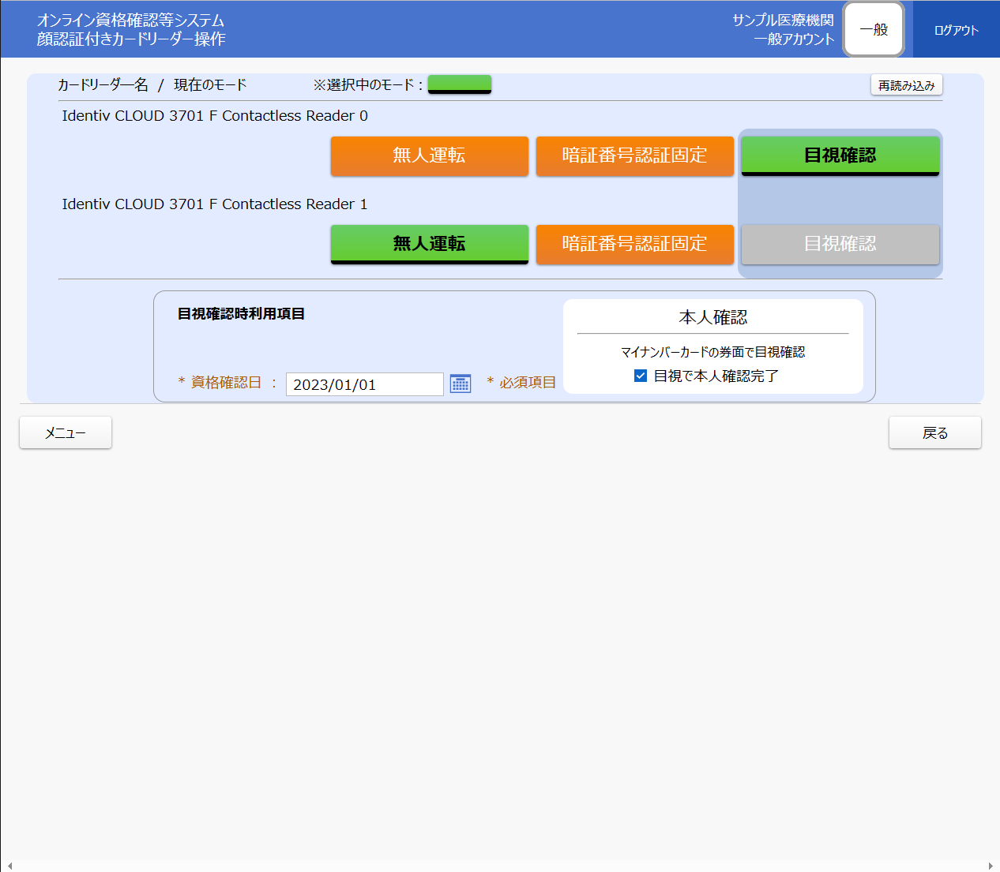 オンライン資格確認等システム
顔認証付きカードリーダー操作
サンプル医療機関
一般アカウント
一般
ログアウト
カードリーダー名 / 現在のモード
※選択中のモード：
再読み込み
Identiv CLOUD 3701 F Contactless Reader 0
無人運転
暗証番号認証固定
目視確認
Identiv CLOUD 3701 F Contactless Reader 1
無人運転
暗証番号認証固定
目視確認
目視確認時利用項目
* 資格確認日 ：
2023/01/01
* 必須項目
本人確認
マイナンバーカードの券面で目視確認
目視で本人確認完了
メニュー
戻る